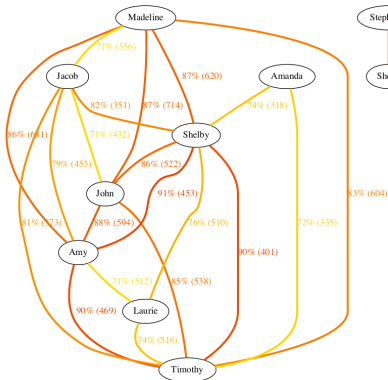 Madeline
Steph
71% (556)
Jacob
Amanda
Sho
87% (620)
82% (351)
87% (714)
74% (318)
86% (681)
71% (432)
Shelby
79% (453)
86% (522)
91% (453)
John
83% (604)
81% (573)
88% (594)
76% (510)
72% (335)
Amy
90% (401)
71% (512)
85% (538)
90% (469)
Laurie
74% (516)
Timothy